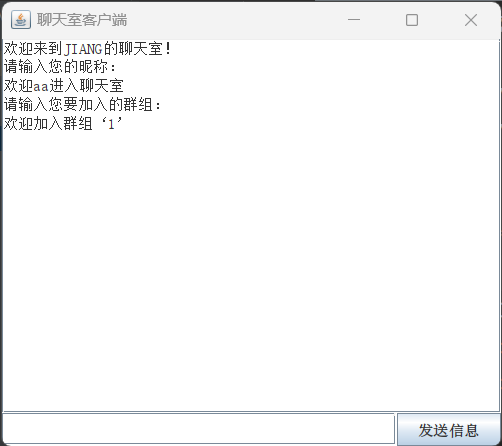 聊天室客户端
欢迎来到JIANG的聊天室！
请输入您的昵称：
欢迎aa进入聊天室
请输入您要加入的群组：
欢迎加入群组‘1’
发送信息